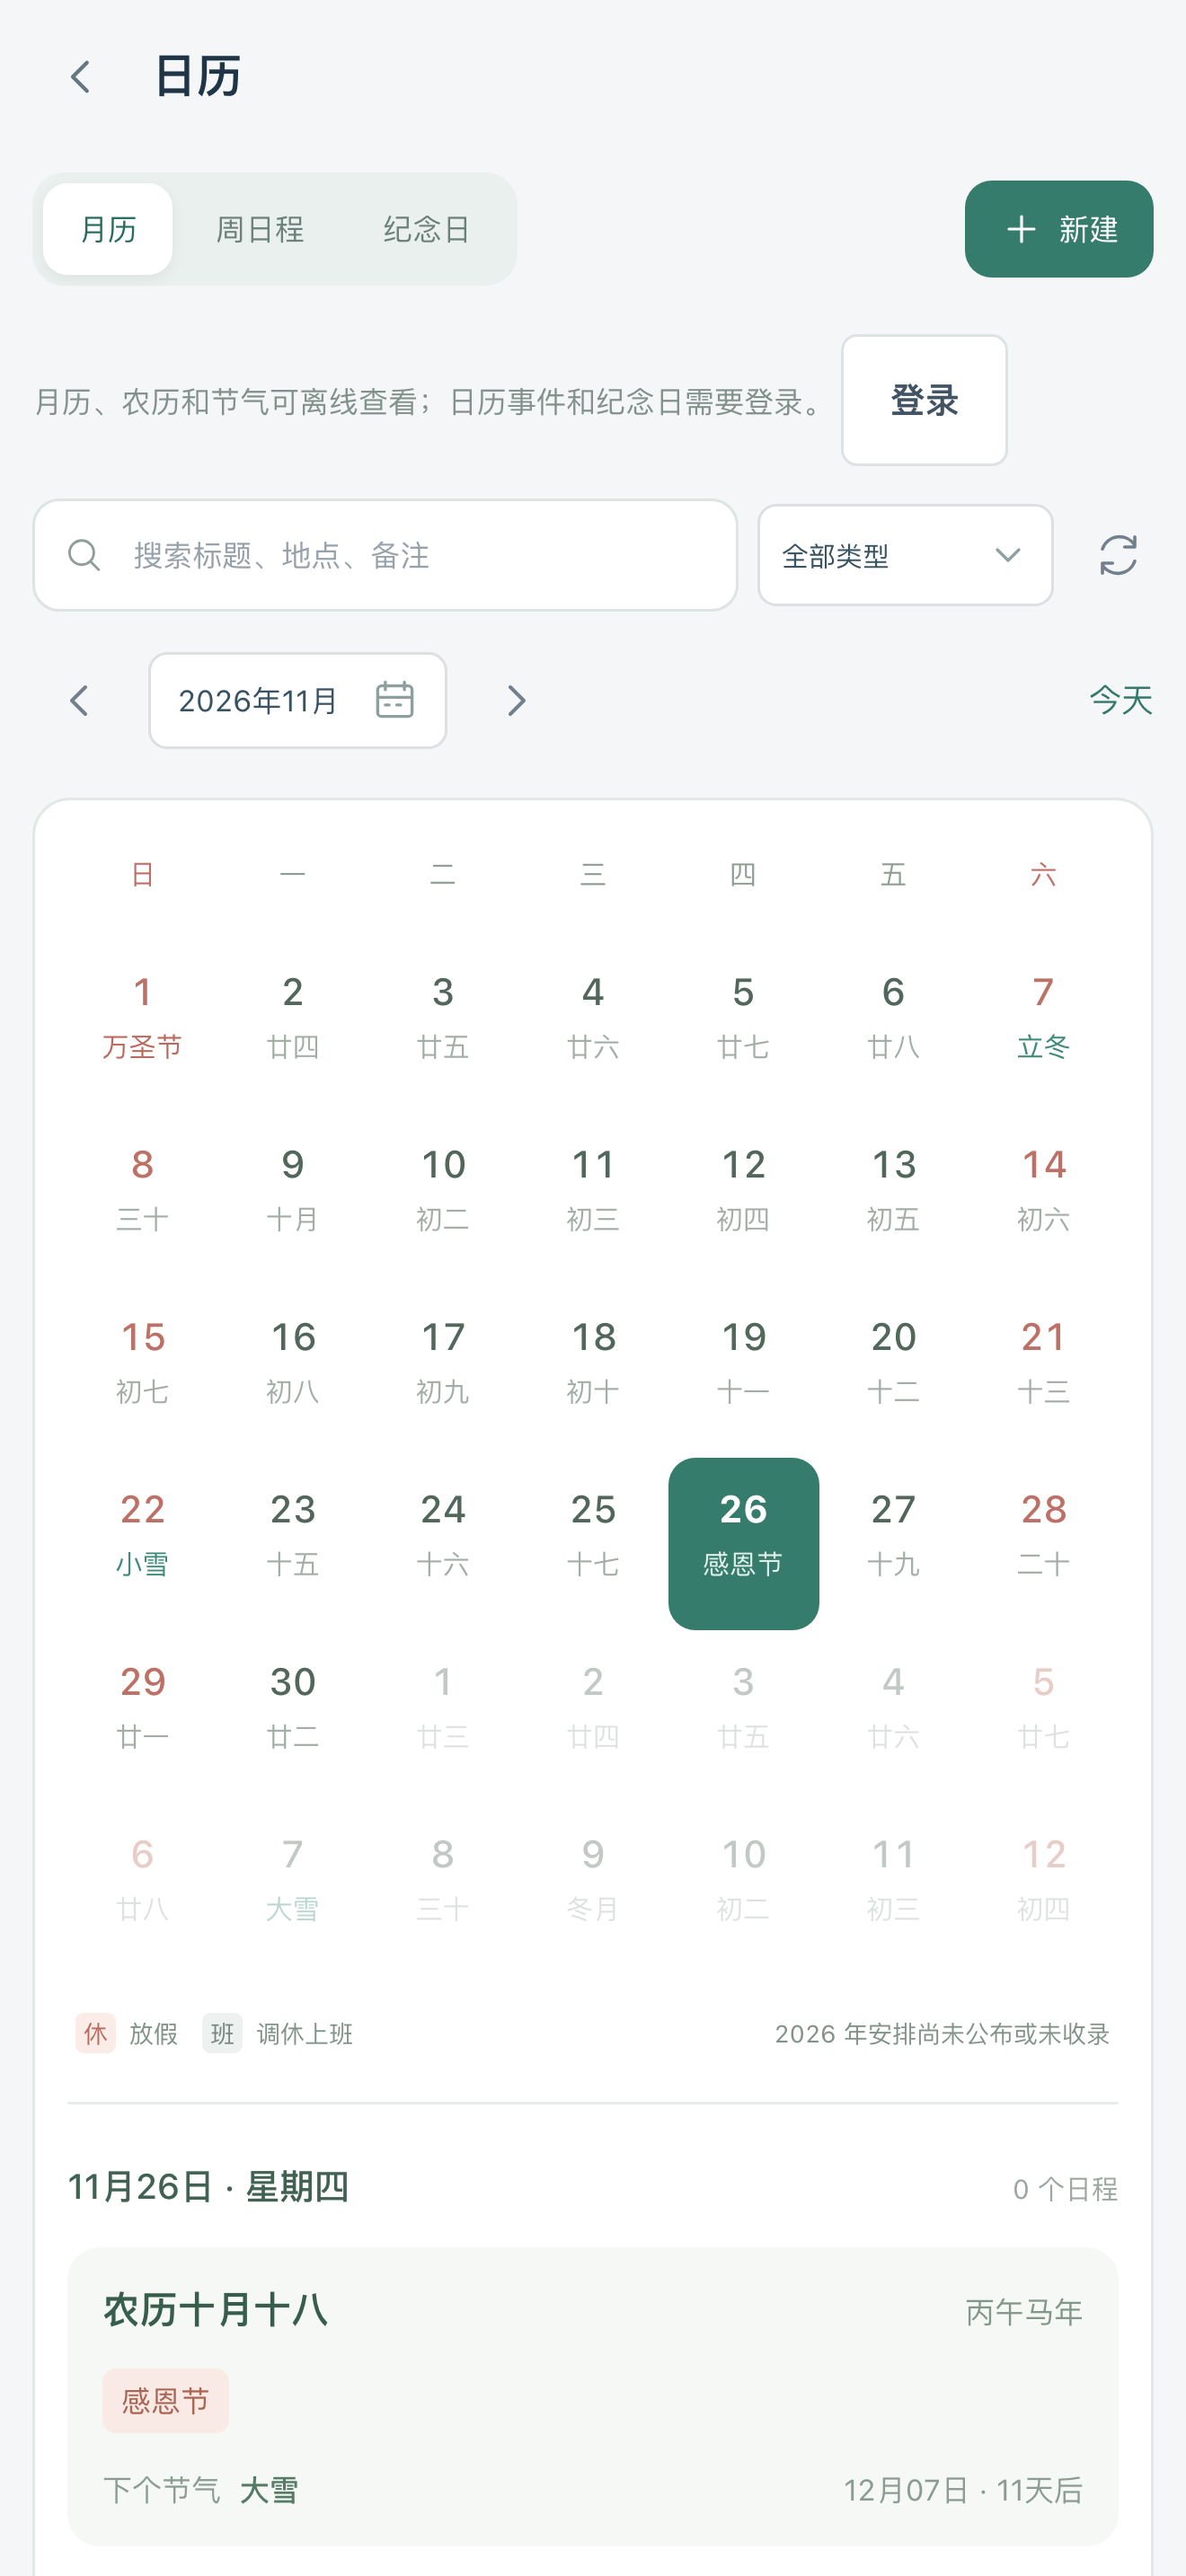 日历
月历 周日程 纪念日 新建
月历、农历和节气可离线查看；日历事件和纪念日需要登录。 登录
搜索标题、地点、备注 全部类型
2026年11月 今天
日 一 二 三 四 五 六
1 2 3 4 5 6 7
万圣节 廿四 廿五 廿六 廿七 廿八 立冬
8 9 10 11 12 13 14
三十 十月 初二 初三 初四 初五 初六
15 16 17 18 19 20 21
初七 初八 初九 初十 十一 十二 十三
22 23 24 25 26 27 28
小雪 十五 十六 十七 感恩节 十九 二十
29 30 1 2 3 4 5
廿一 廿二 廿三 廿四 廿五 廿六 廿七
6 7 8 9 10 11 12
廿八 大雪 三十 冬月 初二 初三 初四
休 放假 班 调休上班 2026 年安排尚未公布或未收录
11月26日 · 星期四 0 个日程
农历十月十八 丙午马年
感恩节
下个节气 大雪 12月07日 · 11天后